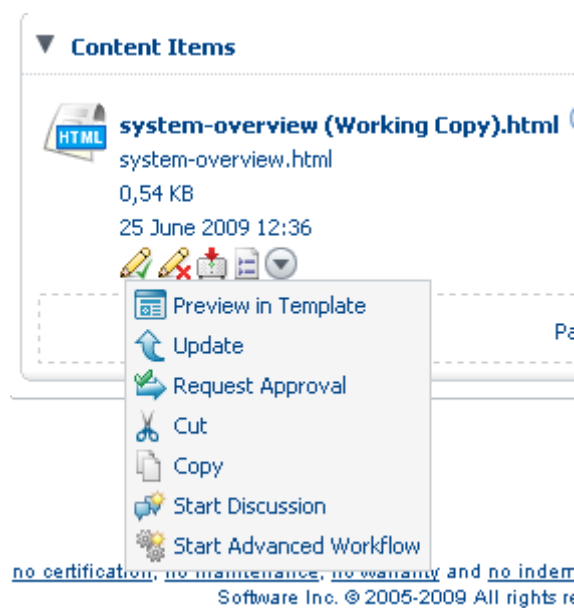 Content Items
HTML
system-overview (Working Copy).html
system-overview.html
0,54 KB
25 June 2009 12:36
Preview in Template
Update
Request Approval
Cut
Copy
Start Discussion
Start Advanced Workflow
no certification, no maintenance, no warranty and no indem
Software Inc. © 2005-2009 All rights re